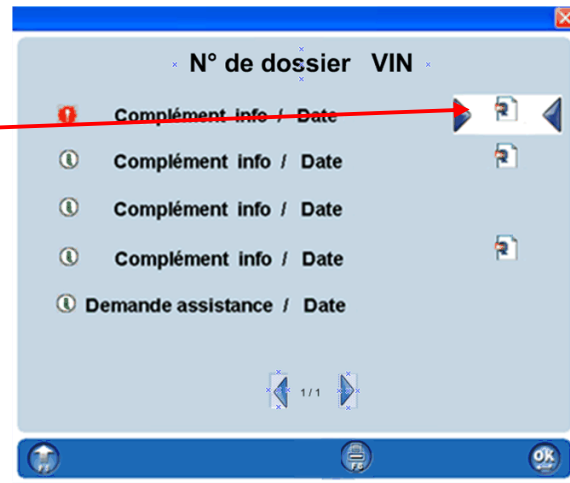 N° de dossier VIN
Complément info / Date
Complément info / Date
Complément info / Date
Complément info / Date
Demande assistance / Date
1 / 1
OK